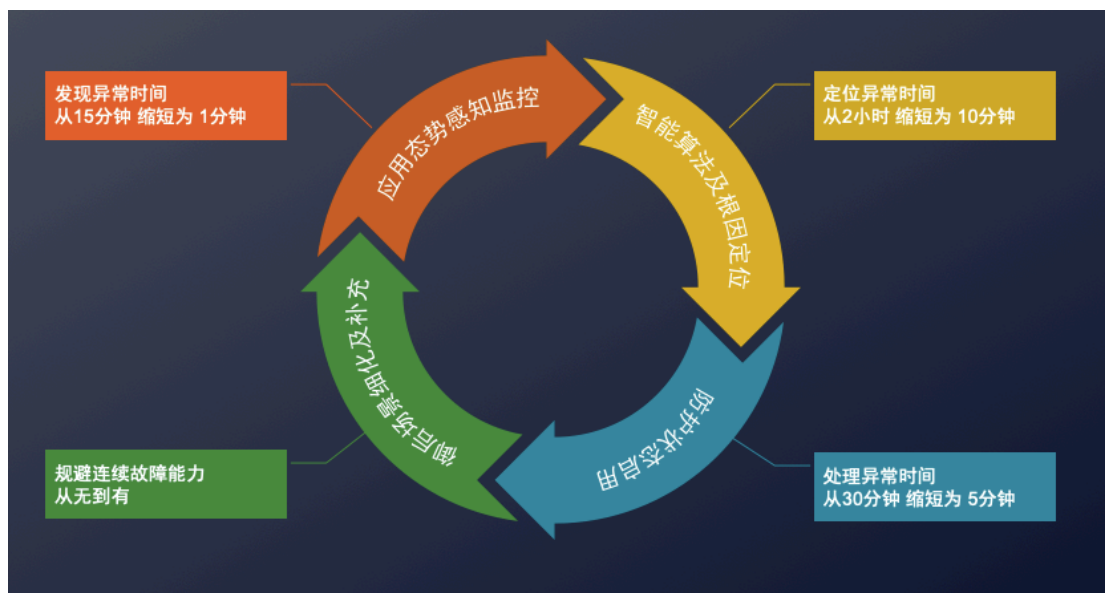 发现异常时间
从15分钟 缩短为 1分钟
应用态势感知监控
定位异常时间
从2小时 缩短为 10分钟
智能算法及根因定位
处理异常时间
从30分钟 缩短为 5分钟
防护状态启用
规避连续故障能力
从无到有
御后场景细化及补充